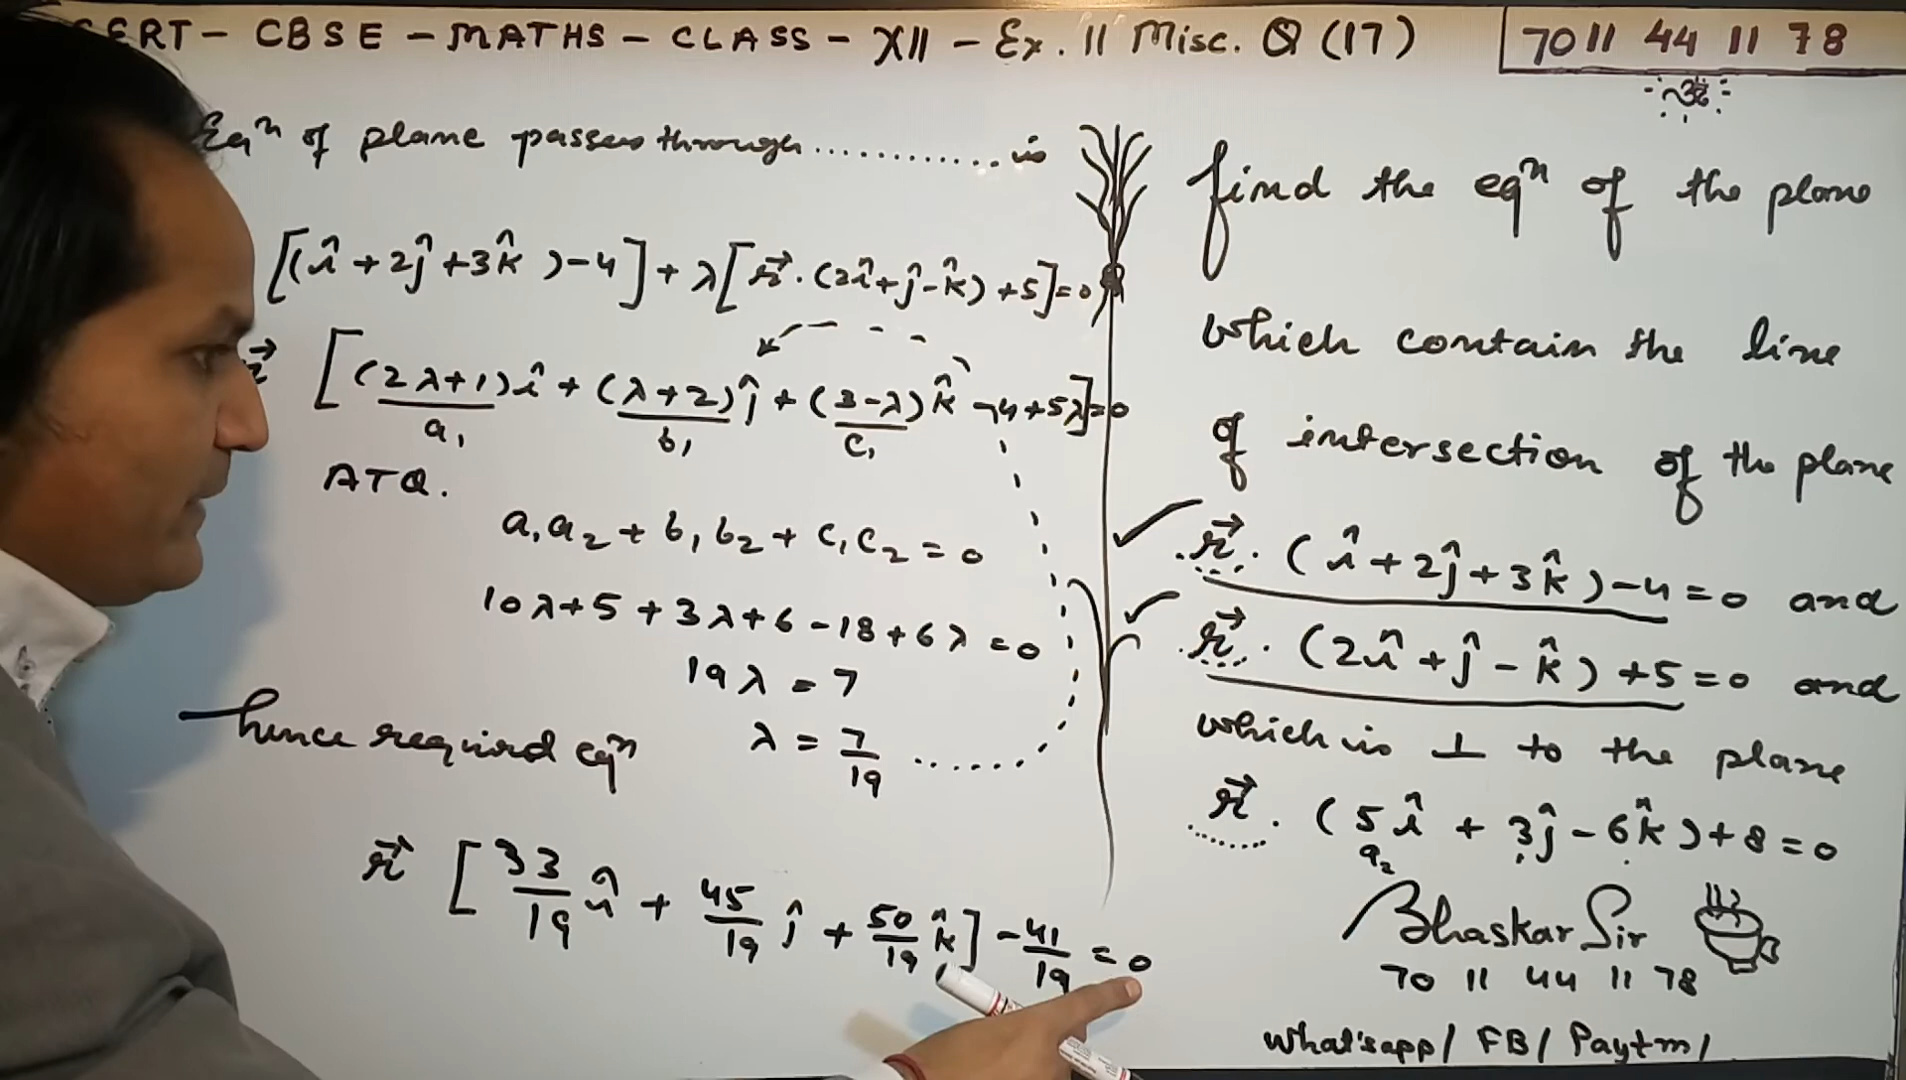 CERT - CBSE - MATHS - CLASS - XII - Ex. 11 Misc. Q (17)
7011 44 11 78
ॐ
Eqⁿ of plane passes through ............ is
[(î + 2ĵ + 3k̂) - 4] + λ[r⃗ . (2î + ĵ - k̂) + 5] = 0
r⃗ [(2λ+1)î + (λ+2)ĵ + (3-λ)k̂ - 4 + 5λ] = 0
a₁ b₁ c₁
ATQ.
a₁a₂ + b₁b₂ + c₁c₂ = 0
10λ + 5 + 3λ + 6 - 18 + 6λ = 0
19λ = 7
hence required eqⁿ λ = 7/19 ......
r⃗ [33/19 î + 45/19 ĵ + 50/19 k̂] - 41/19 = 0
find the eqⁿ of the plane
which contain the line
of intersection of the plane
r⃗ . (î + 2ĵ + 3k̂) - 4 = 0 and
r⃗ . (2î + ĵ - k̂) + 5 = 0 and
which is ⊥ to the plane
r⃗ . (5î + 3ĵ - 6k̂) + 8 = 0
a₂
Bhaskar Sir
70 11 44 11 78
What'sapp / FB / Paytm /